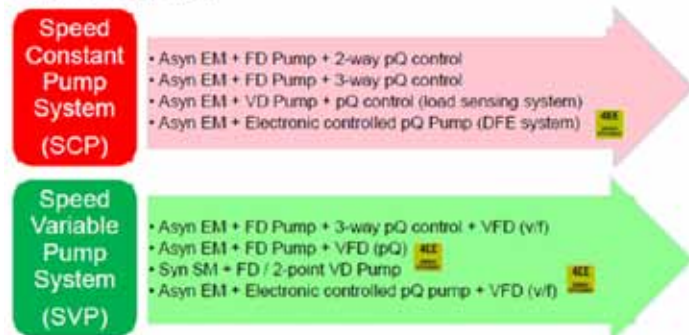 Speed
Constant
Pump
System
(SCP)
• Asyn EM + FD Pump + 2-way pQ control
• Asyn EM + FD Pump + 3-way pQ control
• Asyn EM + VD Pump + pQ control (load sensing system)
• Asyn EM + Electronic controlled pQ Pump (DFE system)
4EE
Speed
Variable
Pump
System
(SVP)
• Asyn EM + FD Pump + 3-way pQ control + VFD (v/f)
• Asyn EM + FD Pump + VFD (pQ)
4EE
• Syn SM + FD / 2-point VD Pump
• Asyn EM + Electronic controlled pQ pump + VFD (v/f)
4EE